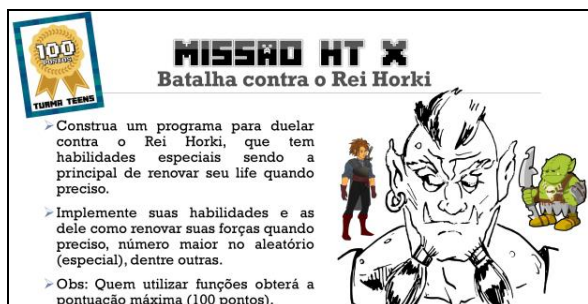 100
PONTOS
TURMA TEENS
MISSÃO HT X
Batalha contra o Rei Horki
➢Construa um programa para duelar
contra o Rei Horki, que tem
habilidades especiais sendo a
principal de renovar seu life quando
preciso.
➢Implemente suas habilidades e as
dele como renovar suas forças quando
preciso, número maior no aleatório
(especial), dentre outras.
➢Obs: Quem utilizar funções obterá a
pontuação máxima (100 pontos).